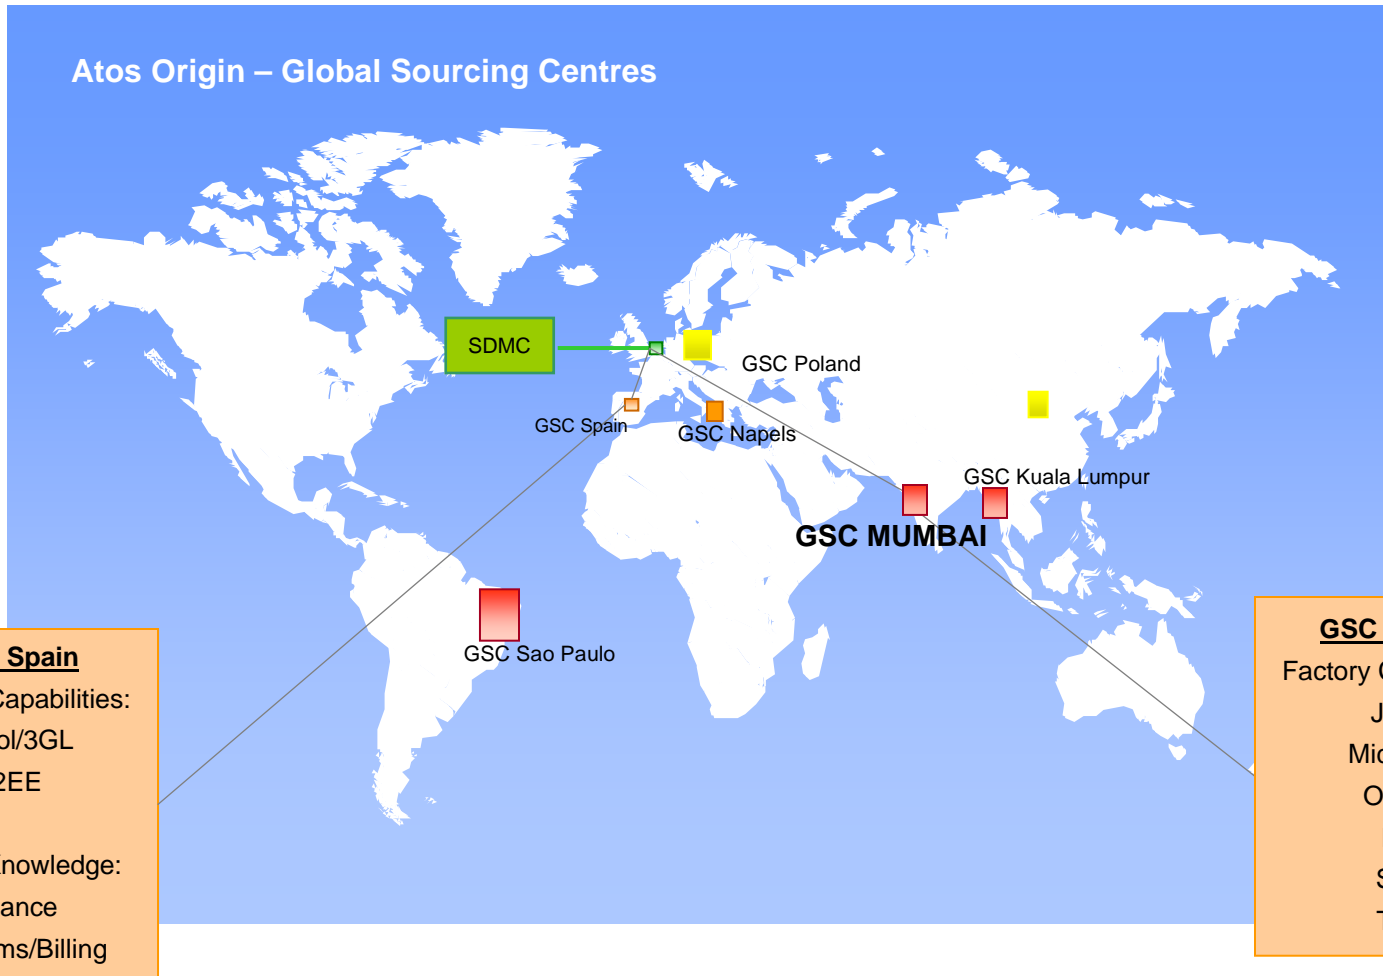 Atos Origin – Global Sourcing Centres
SDMC
GSC Poland
GSC Spain
GSC Napels
GSC Kuala Lumpur
GSC MUMBAI
GSC Sao Paulo
Spain
Capabilities:
ol/3GL
2EE
Knowledge:
ance
ms/Billing
GSC
Factory
J
Mic
O
S
T